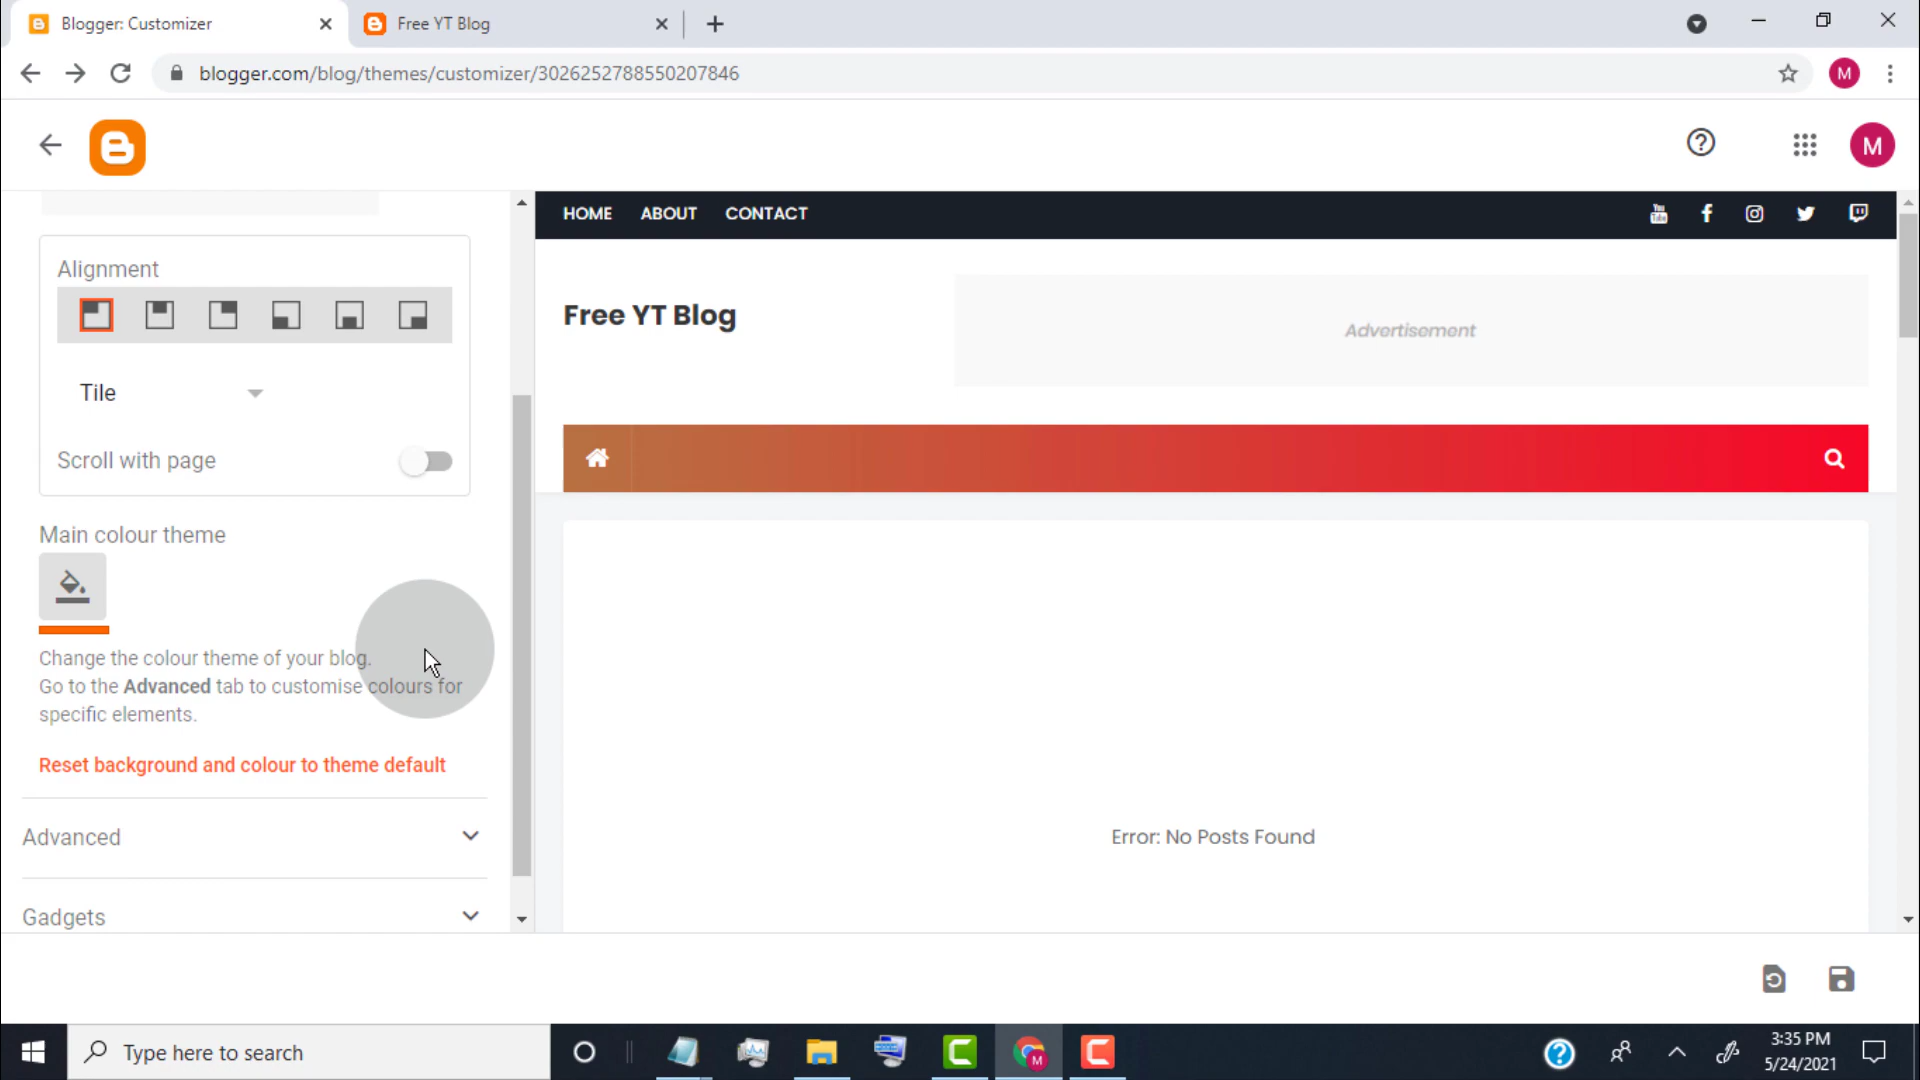 Blogger: Customizer
Free YT Blog
blogger.com/blog/themes/customizer/3026252788550207846
M
M
HOME ABOUT CONTACT
You Tube
Alignment
Free YT Blog
Advertisement
Tile
Scroll with page
Main colour theme
Change the colour theme of your blog.
Go to the Advanced tab to customise colours for
specific elements.
Reset background and colour to theme default
Advanced
Error: No Posts Found
Gadgets
Type here to search
M
3:35 PM
5/24/2021